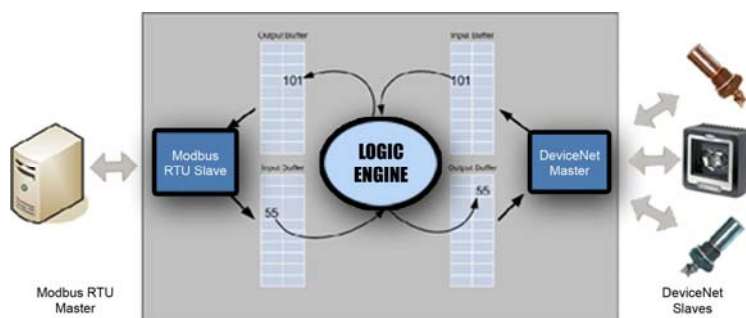 Output Buffer
Input Buffer
101
101
Modbus
RTU Slave
LOGIC
ENGINE
DeviceNet
Master
Input Buffer
Output Buffer
55
55
Modbus RTU
Master
DeviceNet
Slaves